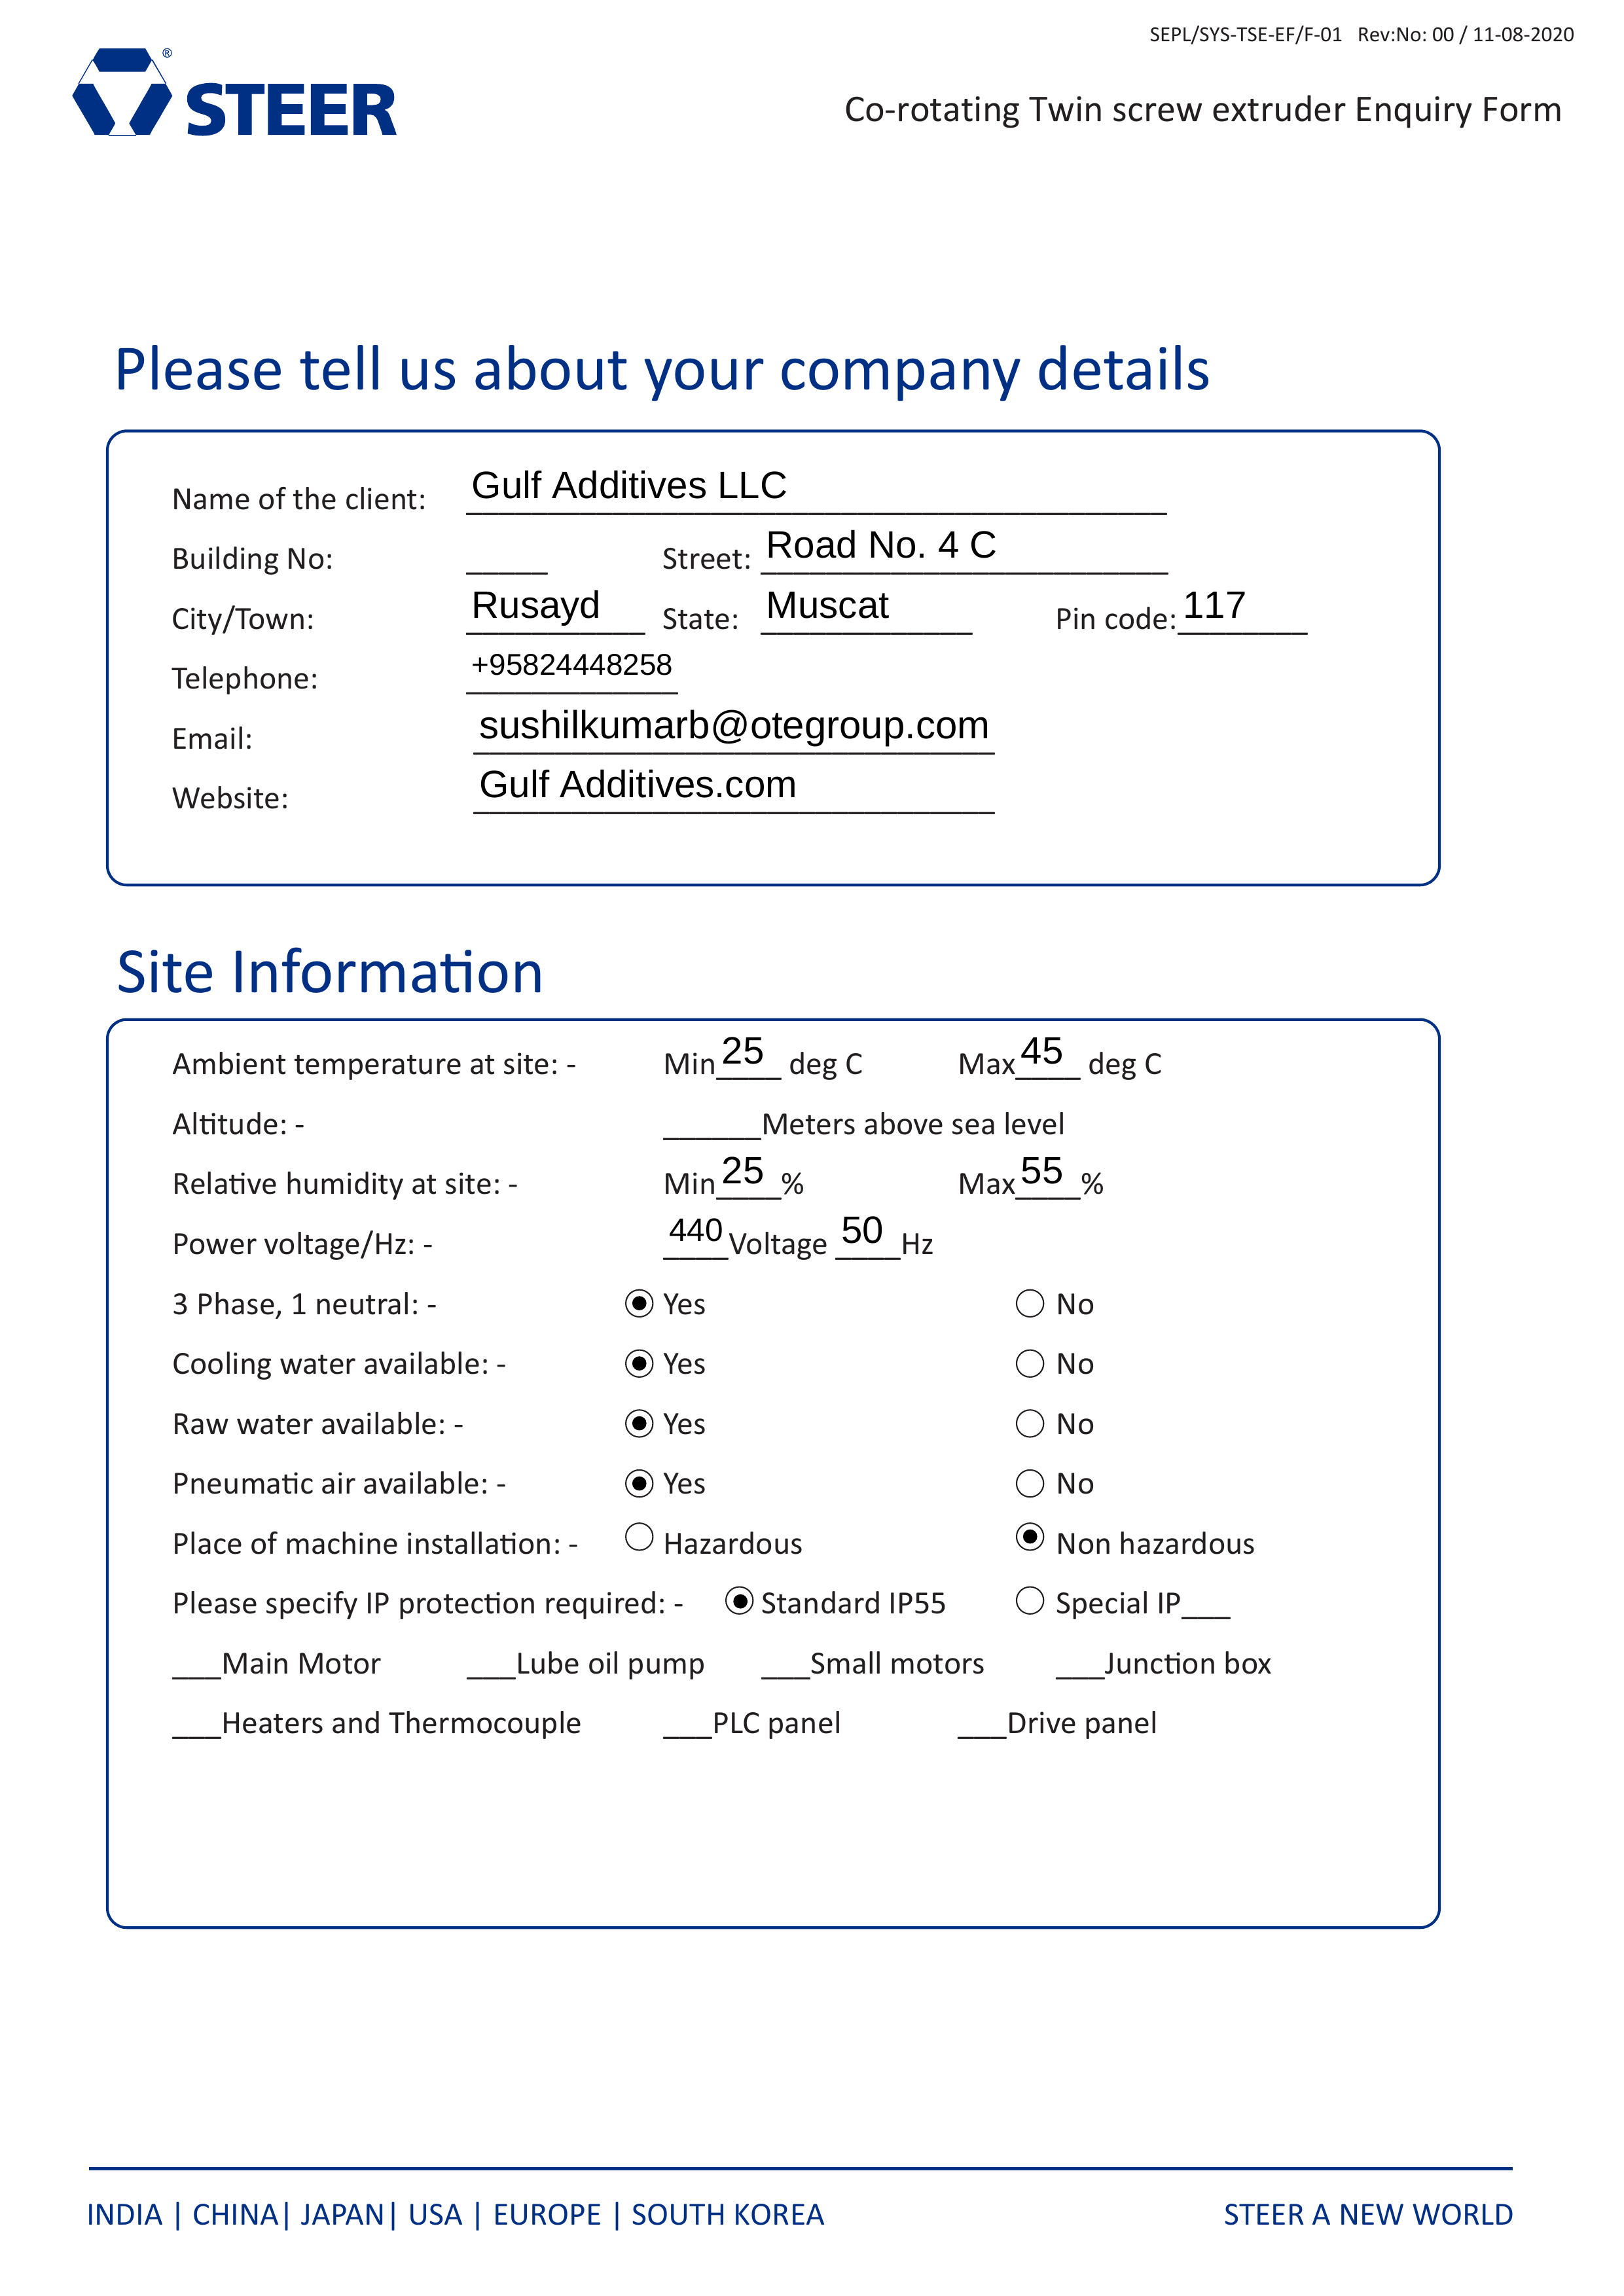 SEPL/SYS-TSE-EF/F-01 Rev:No: 00 / 11-08-2020
® STEER
Co-rotating Twin screw extruder Enquiry Form
Please tell us about your company details
Name of the client: Gulf Additives LLC
Building No: _____ Street: Road No. 4 C
City/Town: Rusayd State: Muscat Pin code: 117
Telephone: +95824448258
Email: sushilkumarb@otegroup.com
Website: Gulf Additives.com
Site Information
Ambient temperature at site: - Min 25 deg C Max 45 deg C
Altitude: - ______Meters above sea level
Relative humidity at site: - Min 25 % Max 55 %
Power voltage/Hz: - 440 Voltage 50 Hz
3 Phase, 1 neutral: - Yes No
Cooling water available: - Yes No
Raw water available: - Yes No
Pneumatic air available: - Yes No
Place of machine installation: - Hazardous Non hazardous
Please specify IP protection required: - Standard IP55 Special IP___
___Main Motor ___Lube oil pump ___Small motors ___Junction box
___Heaters and Thermocouple ___PLC panel ___Drive panel
INDIA | CHINA| JAPAN| USA | EUROPE | SOUTH KOREA STEER A NEW WORLD